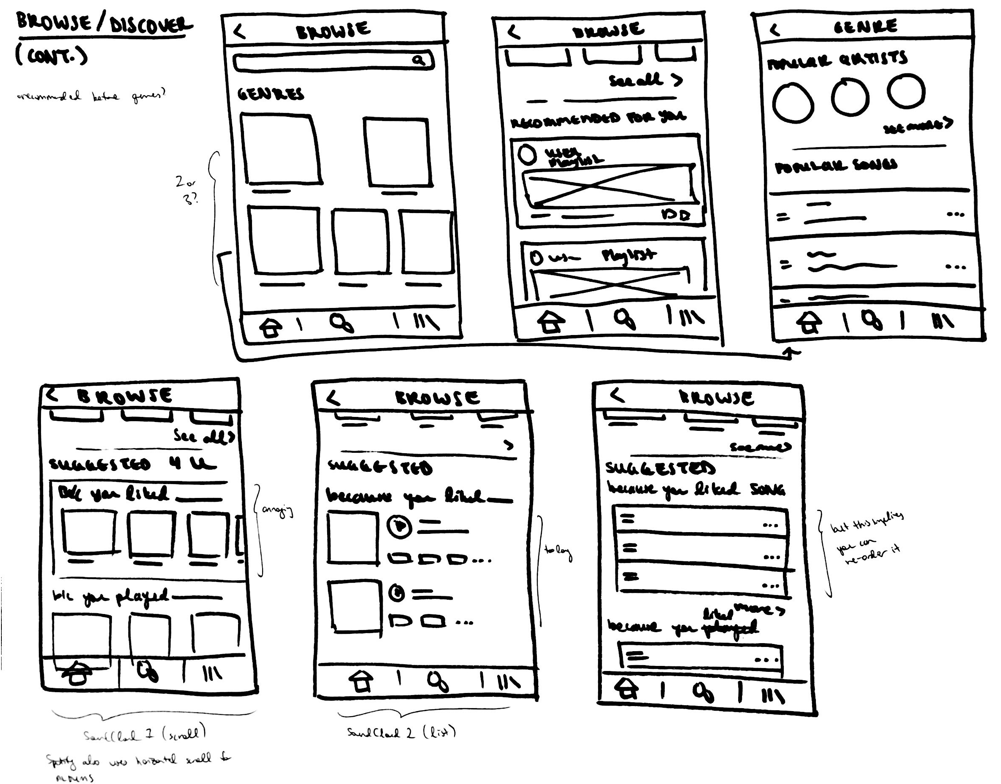 BROWSE/DISCOVER
(CONT.)
recommended before genres?
< BROWSE
GENRES
2 or
3?
< BROWSE
See all >
RECOMMENDED FOR YOU
USER
Playlist
user Playlist
< GENRE
POPULAR ARTISTS
see more>
POPULAR SONGS
...
...
< BROWSE
See all>
SUGGESTED 4 U
b/c you liked
b/c you played
< BROWSE
>
SUGGESTED
because you liked
...
...
today
< BROWSE
see more>
SUGGESTED
because you liked SONG
...
...
...
more>
liked
because you played
...
but this implies
you can
re-order it
SoundCloud 1 (scroll)
Spotify also uses horizontal scroll for
ALBUMS
SoundCloud 2 (list)